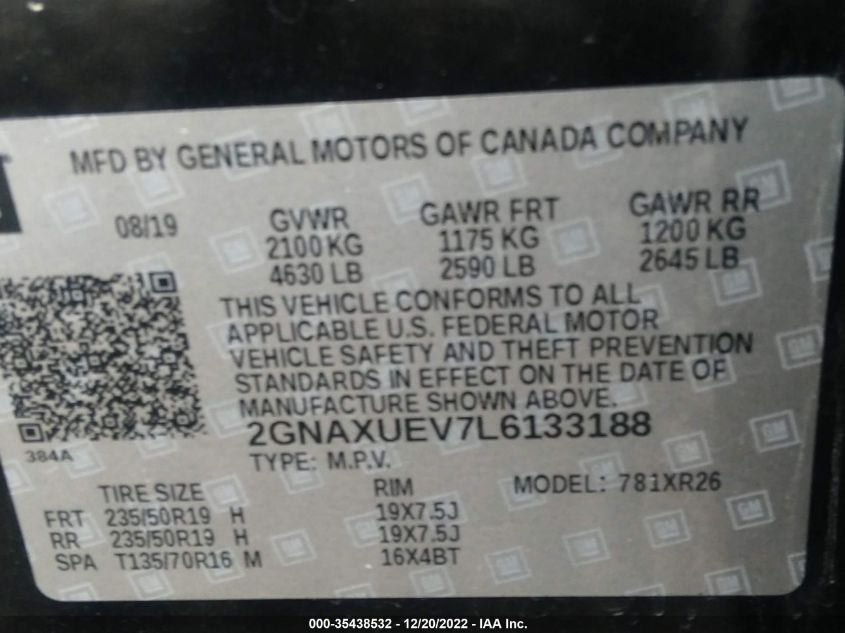 MFD BY GENERAL MOTORS OF CANADA COMPANY
08/19 GVWR GAWR FRT GAWR RR
2100 KG 1175 KG 1200 KG
4630 LB 2590 LB 2645 LB
THIS VEHICLE CONFORMS TO ALL
APPLICABLE U.S. FEDERAL MOTOR
VEHICLE SAFETY AND THEFT PREVENTION
STANDARDS IN EFFECT ON THE DATE OF
MANUFACTURE SHOWN ABOVE.
2GNAXUEV7L6133188
384A
TYPE: M.P.V.
TIRE SIZE RIM MODEL: 781XR26
FRT 235/50R19 H 19X7.5J
RR 235/50R19 H 19X7.5J
SPA T135/70R16 M 16X4BT
000-35438532 - 12/20/2022 - IAA Inc.